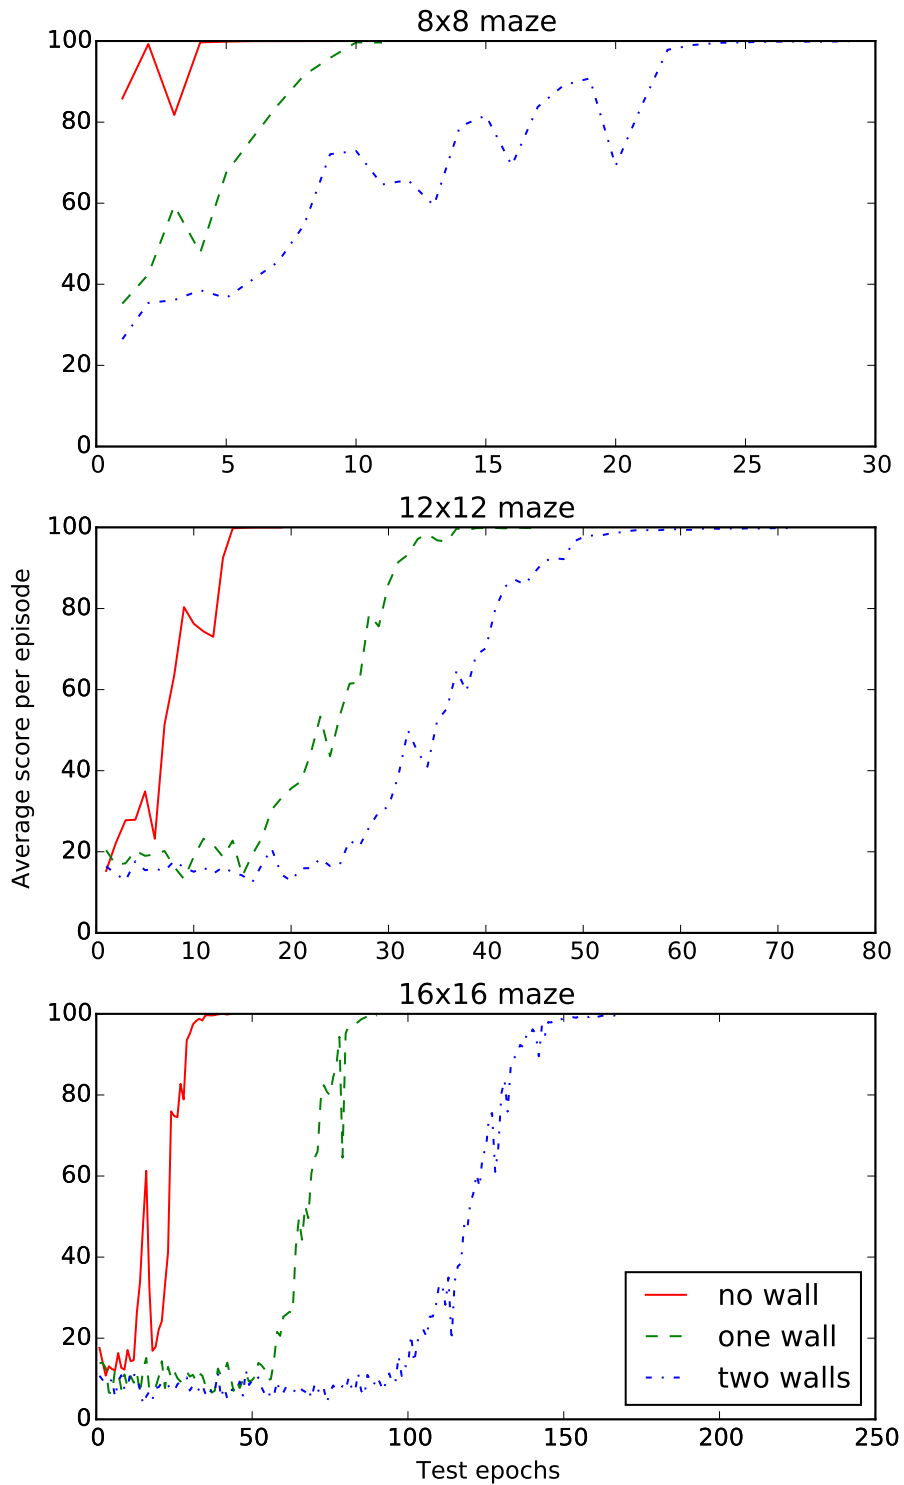 8x8 maze
100
80
60
40
20
0
0 5 10 15 20 25 30
12x12 maze
100
80
60
40
20
0
0 10 20 30 40 50 60 70 80
Average score per episode
16x16 maze
100
80
60
40
20
0
0 50 100 150 200 250
no wall
one wall
two walls
Test epochs